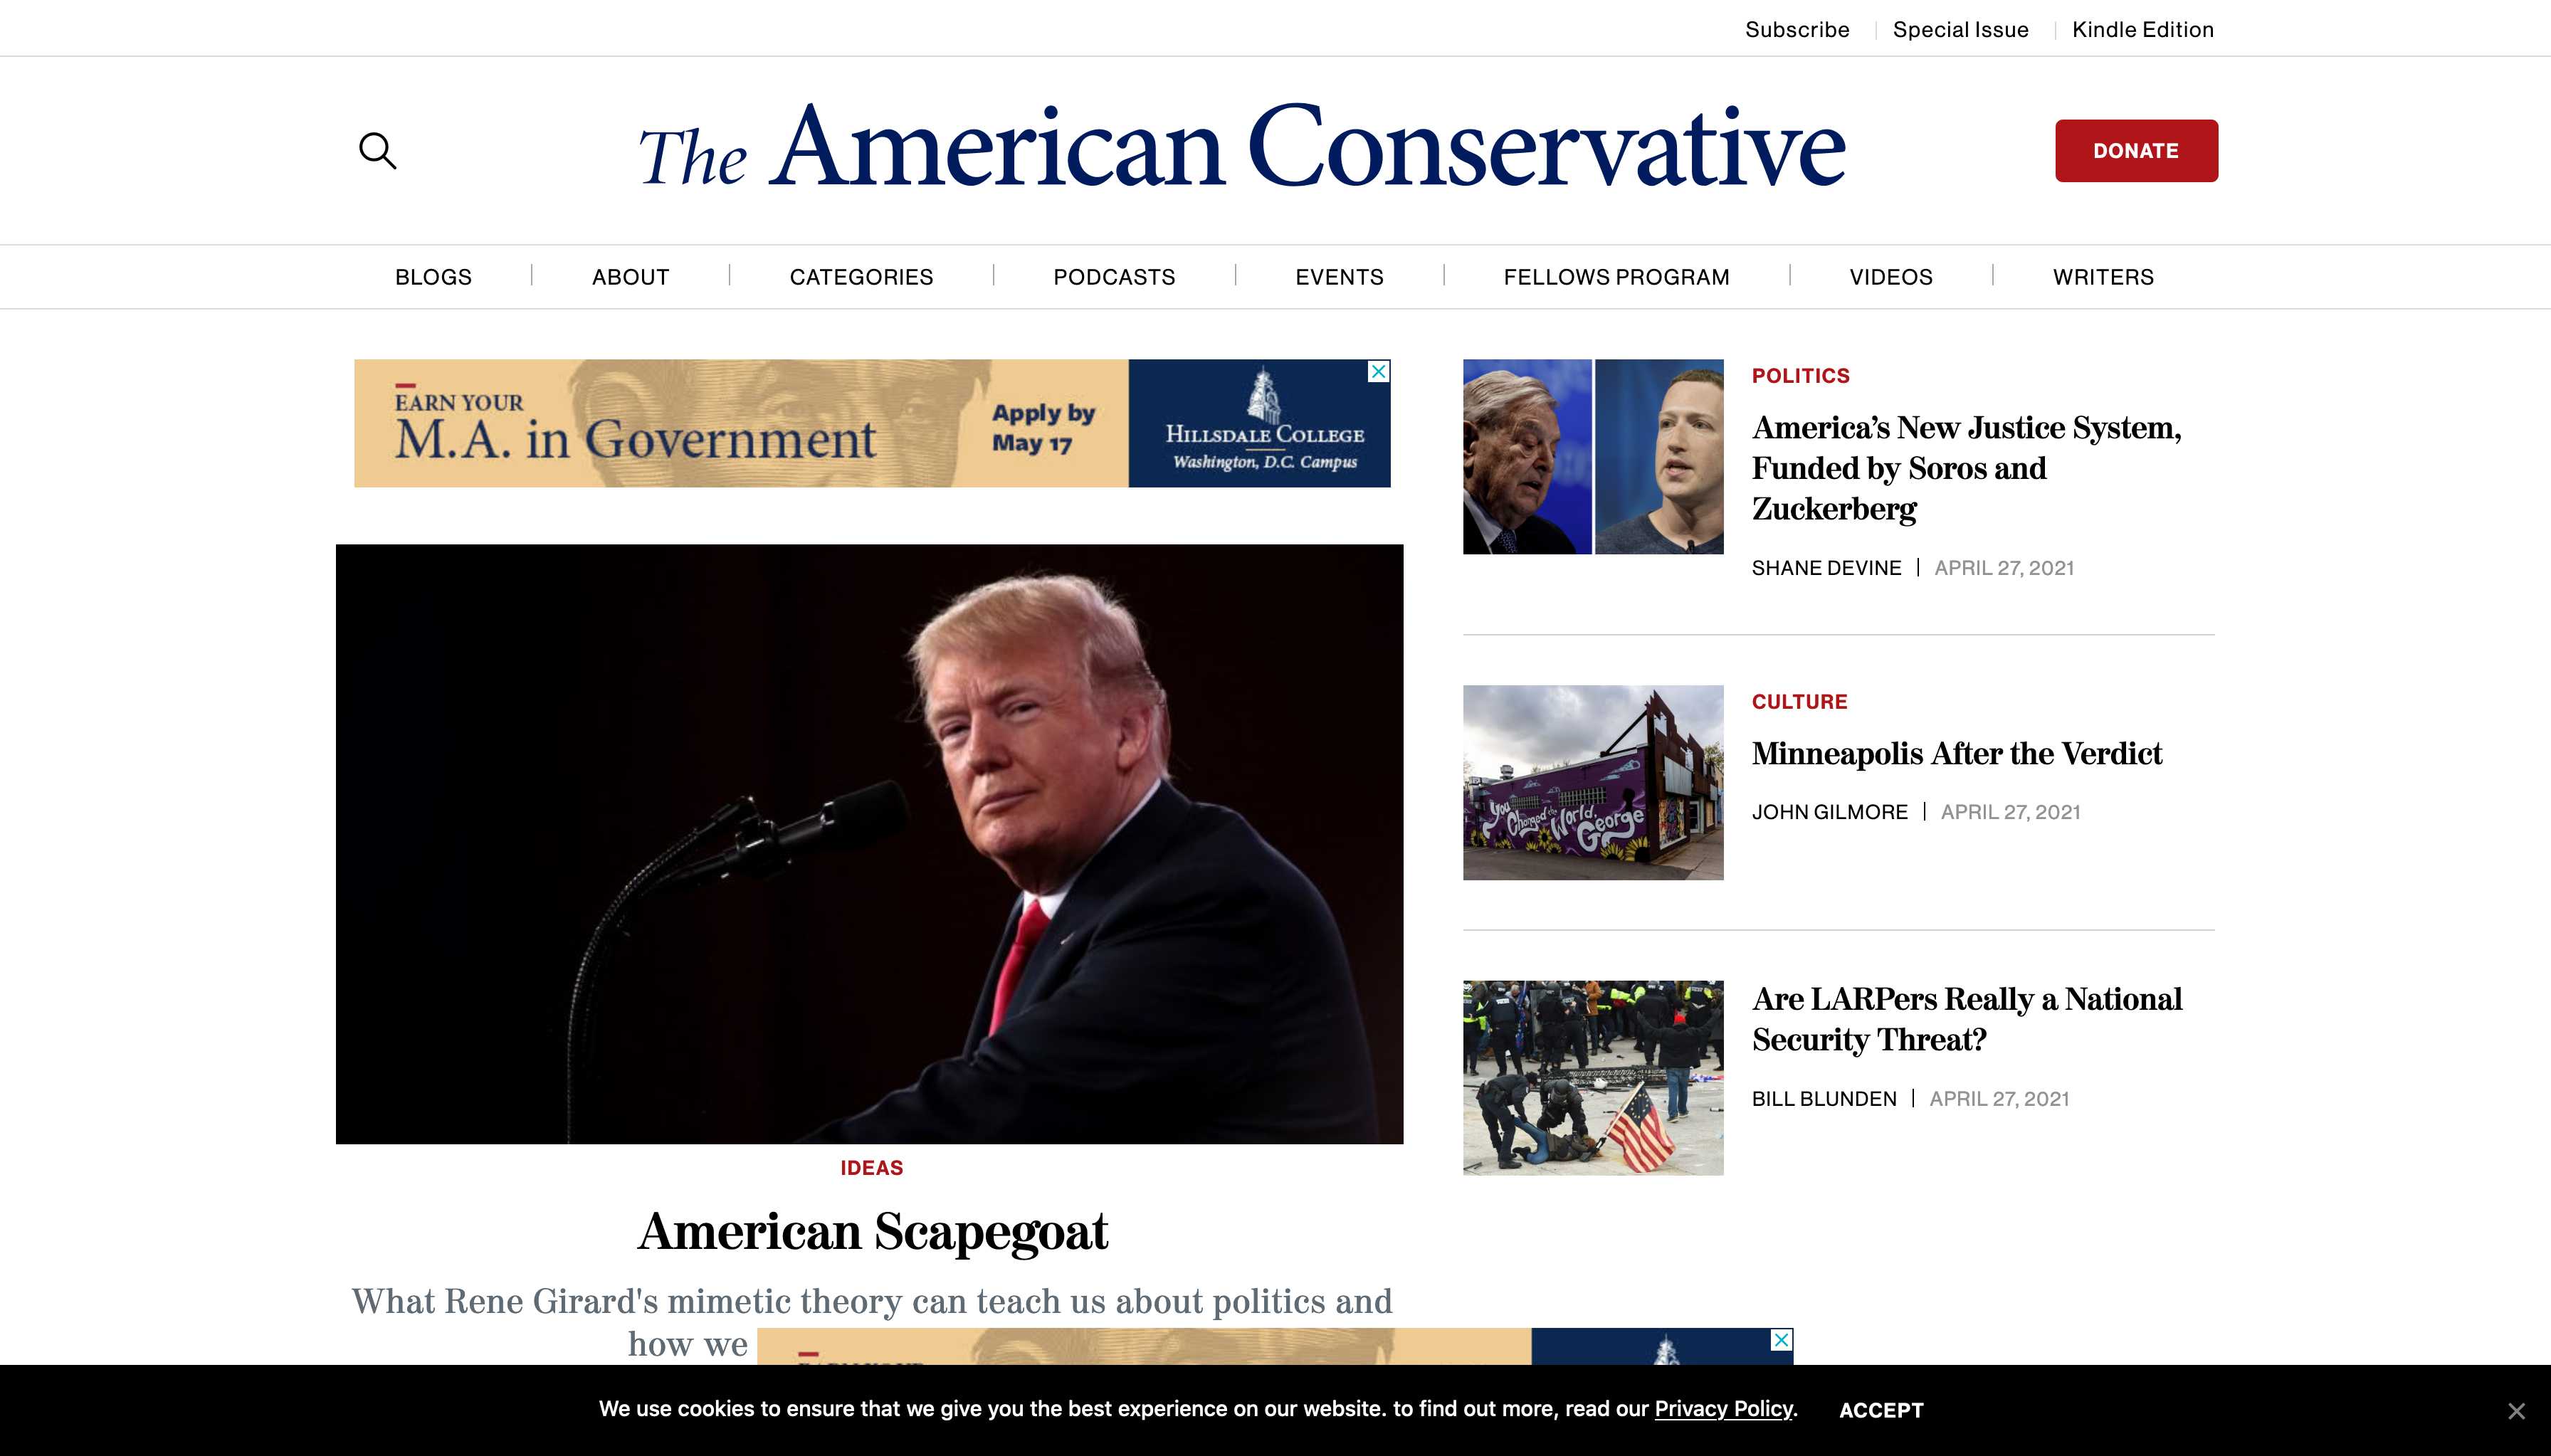 Subscribe
Special Issue
Kindle Edition
The American Conservative
DONATE
BLOGS
ABOUT
CATEGORIES
PODCASTS
EVENTS
FELLOWS PROGRAM
VIDEOS
WRITERS
EARN YOUR
M.A. in Government
Apply by
May 17
HILLSDALE COLLEGE
Washington, D.C. Campus
IDEAS
American Scapegoat
What Rene Girard's mimetic theory can teach us about politics and
how we
POLITICS
America’s New Justice System,
Funded by Soros and
Zuckerberg
SHANE DEVINE | APRIL 27, 2021
CULTURE
Minneapolis After the Verdict
JOHN GILMORE | APRIL 27, 2021
You Changed the World, George
Are LARPers Really a National
Security Threat?
BILL BLUNDEN | APRIL 27, 2021
We use cookies to ensure that we give you the best experience on our website. to find out more, read our Privacy Policy.
ACCEPT